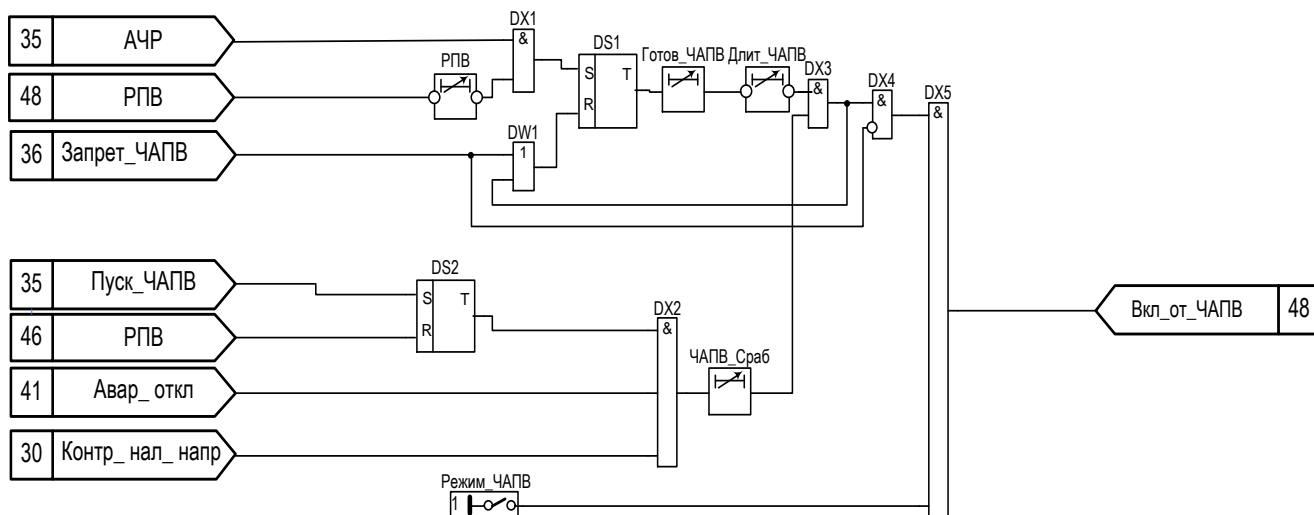 35 АЧР
48 РПВ
36 Запрет_ЧАПВ
РПВ
DX1
&
DS1
S T
R
Готов_ЧАПВ
Длит_ЧАПВ
DX3
&
DX4
&
DX5
&
DW1
1
35 Пуск_ЧАПВ
46 РПВ
41 Авар_ откл
30 Контр_ нал_ напр
DS2
S T
R
DX2
&
ЧАПВ_Сраб
Вкл_от_ЧАПВ 48
Режим_ЧАПВ
1